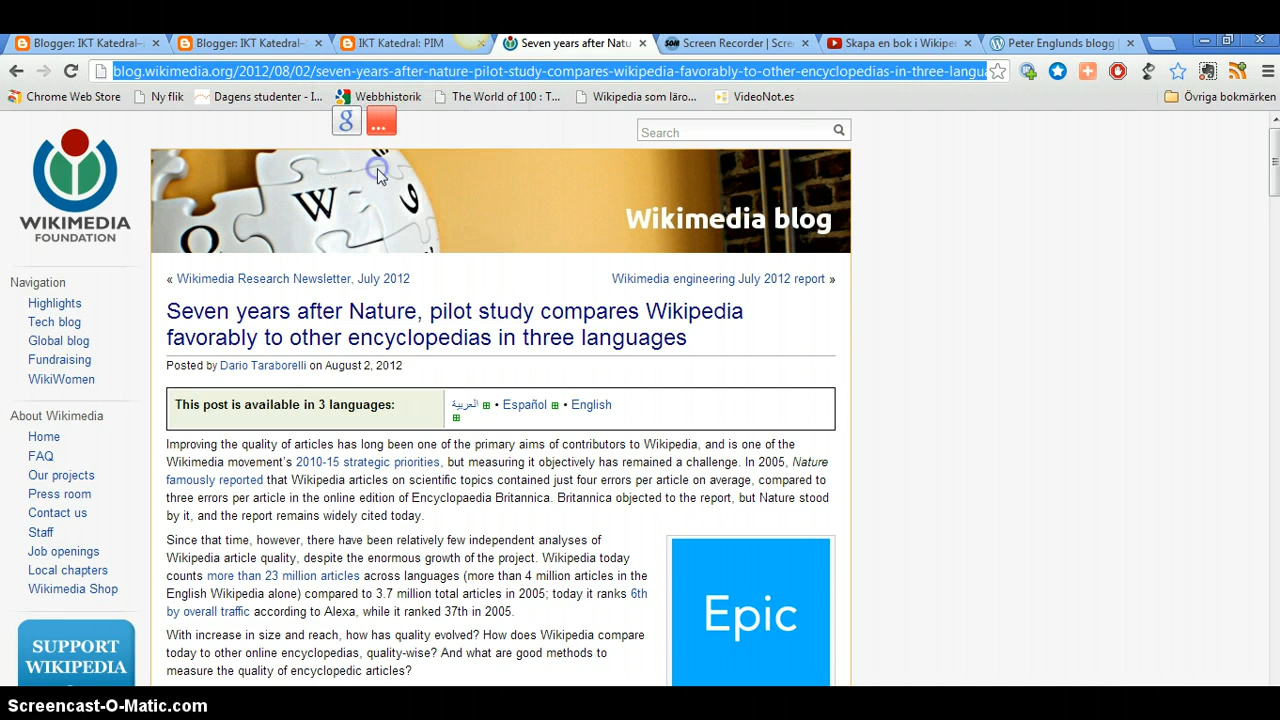 Blogger: IKT Katedral-
Blogger: IKT Katedral-
IKT Katedral: PIM
Seven years after Natu
Screen Recorder | Scre
Skapa en bok i Wikipe
Peter Englunds blogg |
blog.wikimedia.org/2012/08/02/seven-years-after-nature-pilot-study-compares-wikipedia-favorably-to-other-encyclopedias-in-three-langua
Chrome Web Store
Ny flik
Dagens studenter - I...
Webbhistorik
The World of 100 : T...
Wikipedia som läro...
VideoNot.es
Övriga bokmärken
g
...
Search
WIKIMEDIA
FOUNDATION
W
Wikimedia blog
Navigation
Highlights
Tech blog
Global blog
Fundraising
WikiWomen
About Wikimedia
Home
FAQ
Our projects
Press room
Contact us
Staff
Job openings
Local chapters
Wikimedia Shop
SUPPORT
WIKIPEDIA
« Wikimedia Research Newsletter, July 2012
Wikimedia engineering July 2012 report »
Seven years after Nature, pilot study compares Wikipedia
favorably to other encyclopedias in three languages
Posted by Dario Taraborelli on August 2, 2012
This post is available in 3 languages:
العربية • Español • English
Improving the quality of articles has long been one of the primary aims of contributors to Wikipedia, and is one of the
Wikimedia movement's 2010-15 strategic priorities, but measuring it objectively has remained a challenge. In 2005, Nature
famously reported that Wikipedia articles on scientific topics contained just four errors per article on average, compared to
three errors per article in the online edition of Encyclopaedia Britannica. Britannica objected to the report, but Nature stood
by it, and the report remains widely cited today.
Since that time, however, there have been relatively few independent analyses of
Wikipedia article quality, despite the enormous growth of the project. Wikipedia today
counts more than 23 million articles across languages (more than 4 million articles in the
English Wikipedia alone) compared to 3.7 million total articles in 2005; today it ranks 6th
by overall traffic according to Alexa, while it ranked 37th in 2005.
With increase in size and reach, how has quality evolved? How does Wikipedia compare
today to other online encyclopedias, quality-wise? And what are good methods to
measure the quality of encyclopedic articles?
Epic
Screencast-O-Matic.com